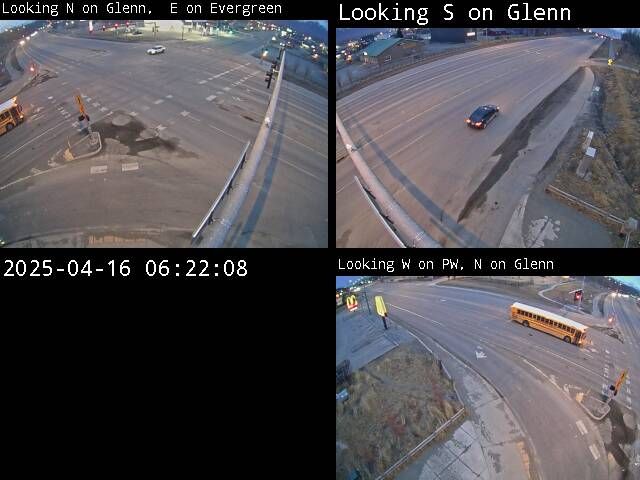 Looking N on Glenn,  E on Evergreen
Looking S on Glenn
2025-04-16 06:22:08
Looking W on PW, N on Glenn